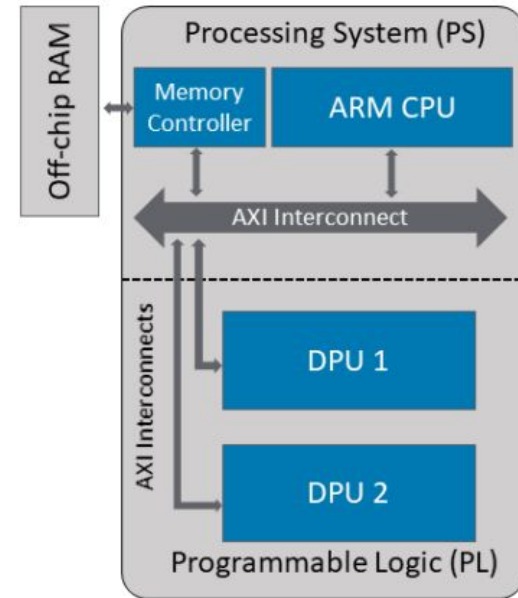 Off-chip RAM
Processing System (PS)
Memory
Controller
ARM CPU
AXI Interconnect
AXI Interconnects
DPU 1
DPU 2
Programmable Logic (PL)